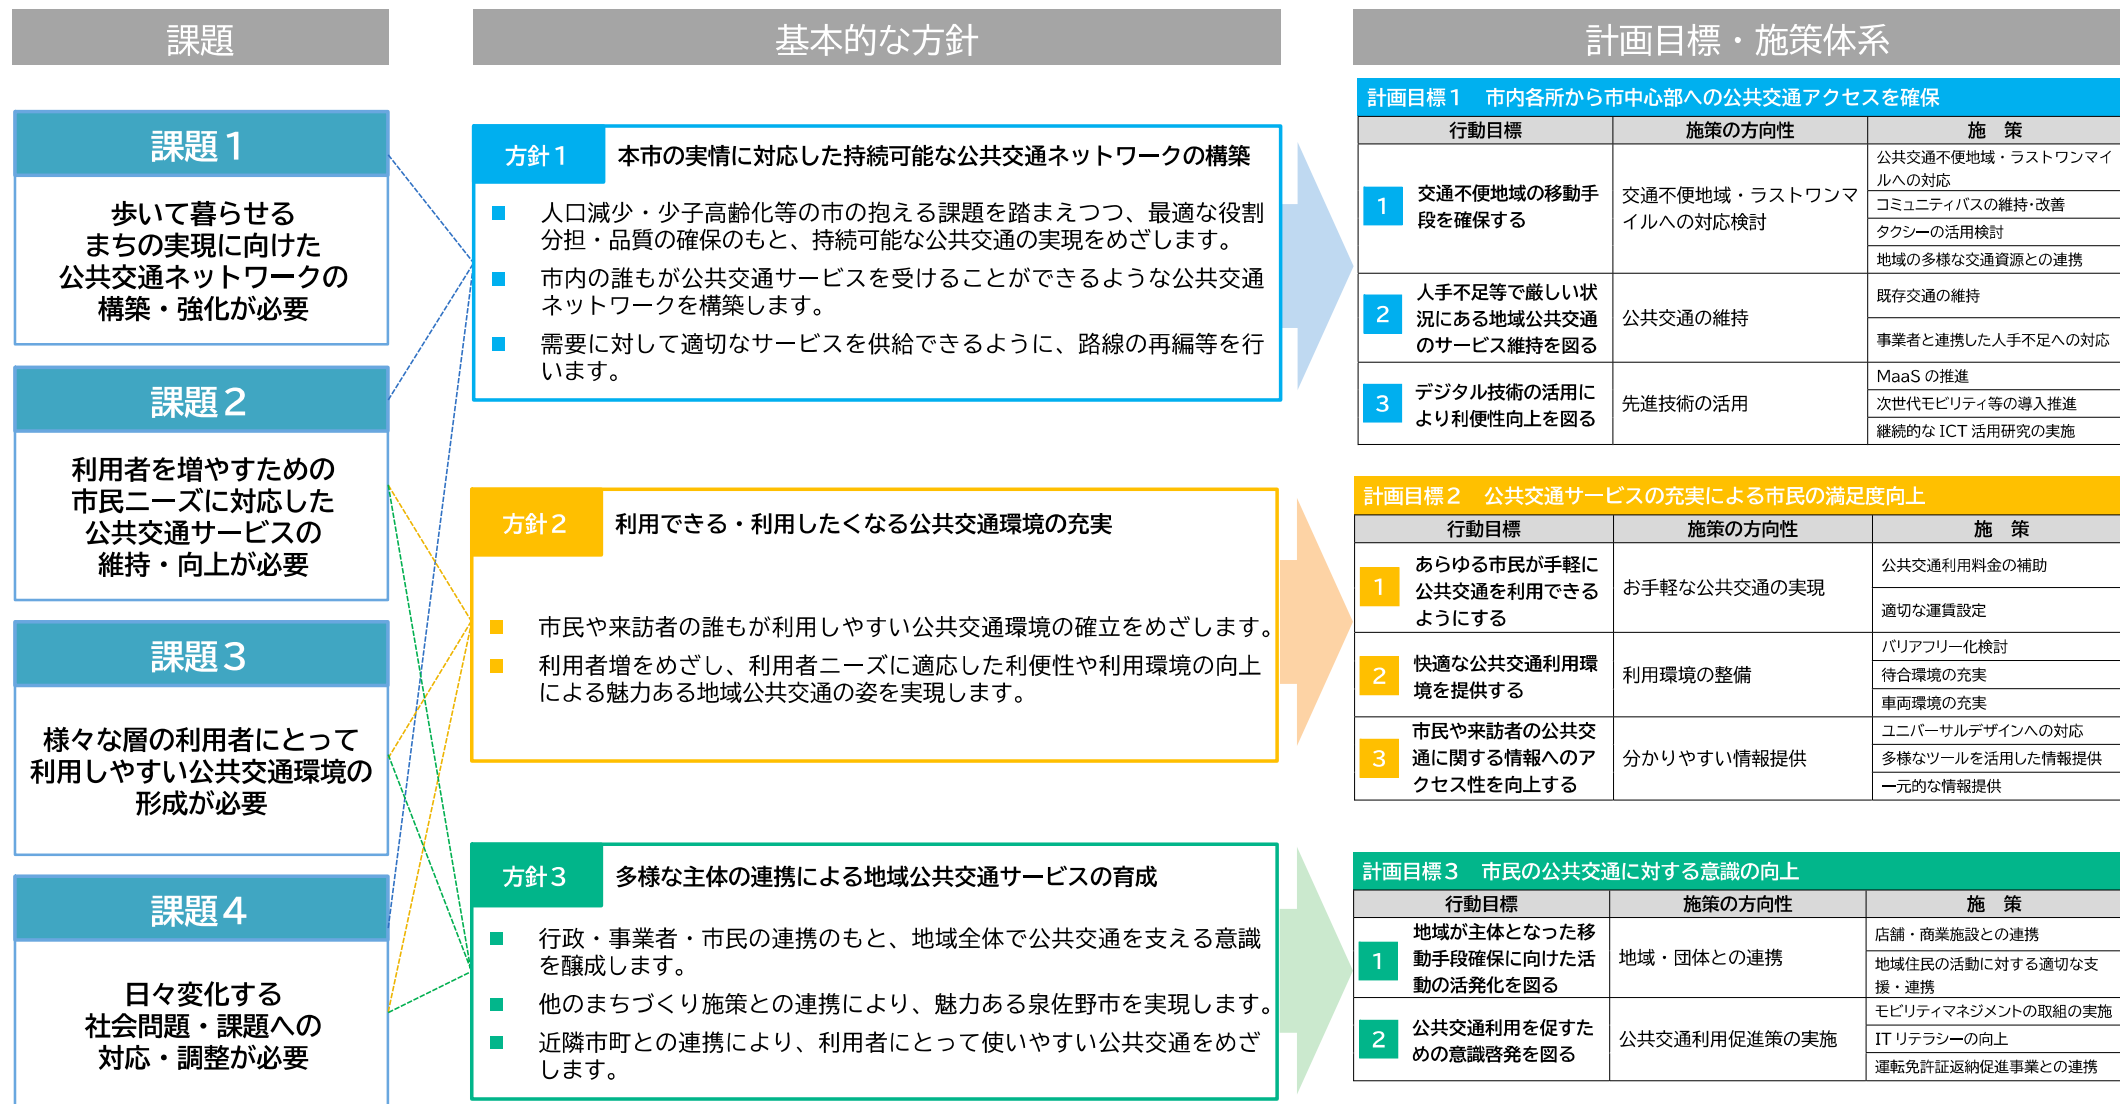 課題
基本的な方針
計画目標・施策体系
課題1
歩いて暮らせる
まちの実現に向けた
公共交通ネットワークの
構築・強化が必要
課題2
利用者を増やすための
市民ニーズに対応した
公共交通サービスの
維持・向上が必要
課題3
様々な層の利用者にとって
利用しやすい公共交通環境の
形成が必要
課題4
日々変化する
社会問題・課題への
対応・調整が必要
方針1 本市の実情に対応した持続可能な公共交通ネットワークの構築
■ 人口減少・少子高齢化等の市の抱える課題を踏まえつつ、最適な役割
分担・品質の確保のもと、持続可能な公共交通の実現をめざします。
■ 市内の誰もが公共交通サービスを受けることができるような公共交通
ネットワークを構築します。
■ 需要に対して適切なサービスを供給できるように、路線の再編等を行
います。
方針2 利用できる・利用したくなる公共交通環境の充実
■ 市民や来訪者の誰もが利用しやすい公共交通環境の確立をめざします。
■ 利用者増をめざし、利用者ニーズに適応した利便性や利用環境の向上
による魅力ある地域公共交通の姿を実現します。
方針3 多様な主体の連携による地域公共交通サービスの育成
■ 行政・事業者・市民の連携のもと、地域全体で公共交通を支える意識
を醸成します。
■ 他のまちづくり施策との連携により、魅力ある泉佐野市を実現します。
■ 近隣市町との連携により、利用者にとって使いやすい公共交通をめざ
します。
計画目標1 市内各所から市中心部への公共交通アクセスを確保
行動目標 施策の方向性 施 策
1
交通不便地域の移動手
段を確保する
交通不便地域・ラストワンマ
イルへの対応検討
公共交通不便地域・ラストワンマイ
ルへの対応
コミュニティバスの維持・改善
タクシーの活用検討
地域の多様な交通資源との連携
2
人手不足等で厳しい状
況にある地域公共交通
のサービス維持を図る
公共交通の維持
既存交通の維持
事業者と連携した人手不足への対応
3
デジタル技術の活用に
より利便性向上を図る
先進技術の活用
MaaS の推進
次世代モビリティ等の導入推進
継続的な ICT 活用研究の実施
計画目標2 公共交通サービスの充実による市民の満足度向上
行動目標 施策の方向性 施 策
1
あらゆる市民が手軽に
公共交通を利用できる
ようにする
お手軽な公共交通の実現
公共交通利用料金の補助
適切な運賃設定
2
快適な公共交通利用環
境を提供する
利用環境の整備
バリアフリー化検討
待合環境の充実
車両環境の充実
3
市民や来訪者の公共交
通に関する情報へのア
クセス性を向上する
分かりやすい情報提供
ユニバーサルデザインへの対応
多様なツールを活用した情報提供
一元的な情報提供
計画目標3 市民の公共交通に対する意識の向上
行動目標 施策の方向性 施 策
1
地域が主体となった移
動手段確保に向けた活
動の活発化を図る
地域・団体との連携
店舗・商業施設との連携
地域住民の活動に対する適切な支
援・連携
2
公共交通利用を促すた
めの意識啓発を図る
公共交通利用促進策の実施
モビリティマネジメントの取組の実施
IT リテラシーの向上
運転免許証返納促進事業との連携